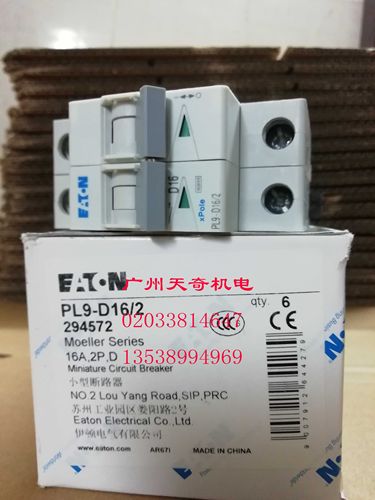 D16
xPole
PL9-D16/2
EATON
EATON
广州天奇机电
PL9-D16/2
qty. 6
294572
02033814647
Moeller Series
CCC
16A,2P,D
13538994969
Miniature Circuit Breaker
小型断路器
NO.2 Lou Yang Road,SIP,PRC
苏州工业园区娄阳路2号
Eaton Electrical Co.,Ltd.
伊顿电气有限公司
www.eaton.com
AR67I
MADE IN CHINA
9007912644279